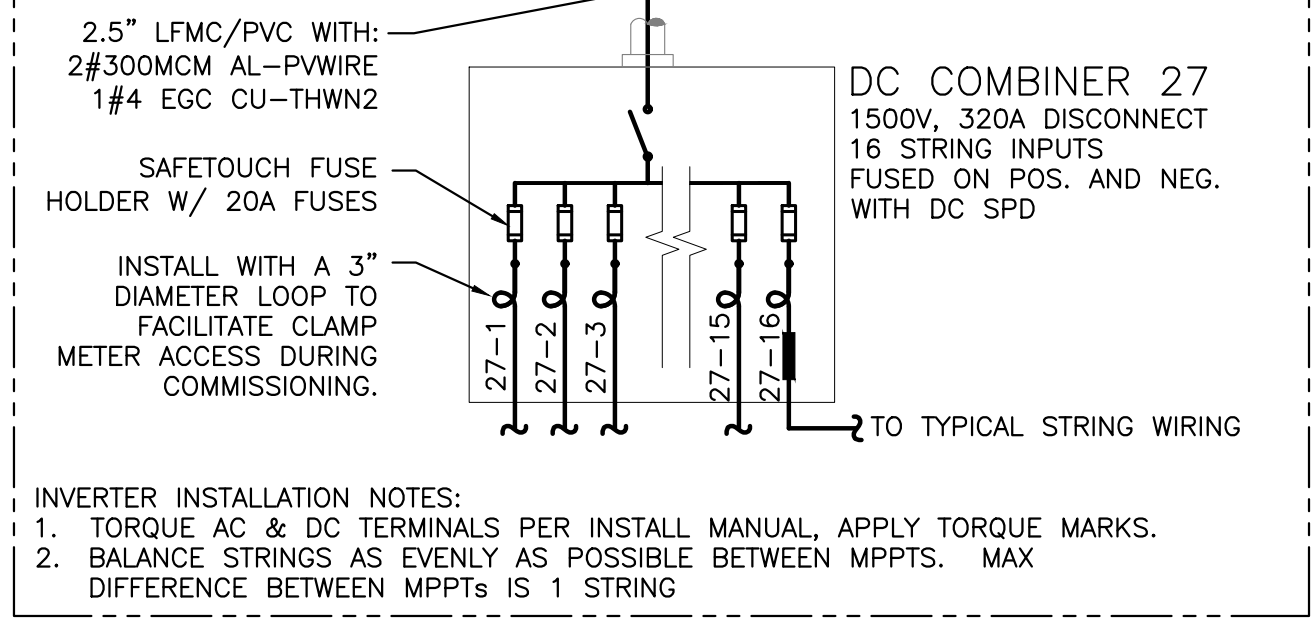 2.5” LFMC/PVC WITH:
2#300MCM AL-PVWIRE
1#4 EGC CU-THWN2
SAFETOUCH FUSE
HOLDER W/ 20A FUSES
INSTALL WITH A 3”
DIAMETER LOOP TO
FACILITATE CLAMP
METER ACCESS DURING
COMMISSIONING.
DC COMBINER 27
1500V, 320A DISCONNECT
16 STRING INPUTS
FUSED ON POS. AND NEG.
WITH DC SPD
27-1
27-2
27-3
27-15
27-16
TO TYPICAL STRING WIRING
INVERTER INSTALLATION NOTES:
1. TORQUE AC & DC TERMINALS PER INSTALL MANUAL, APPLY TORQUE MARKS.
2. BALANCE STRINGS AS EVENLY AS POSSIBLE BETWEEN MPPTS. MAX
DIFFERENCE BETWEEN MPPTs IS 1 STRING